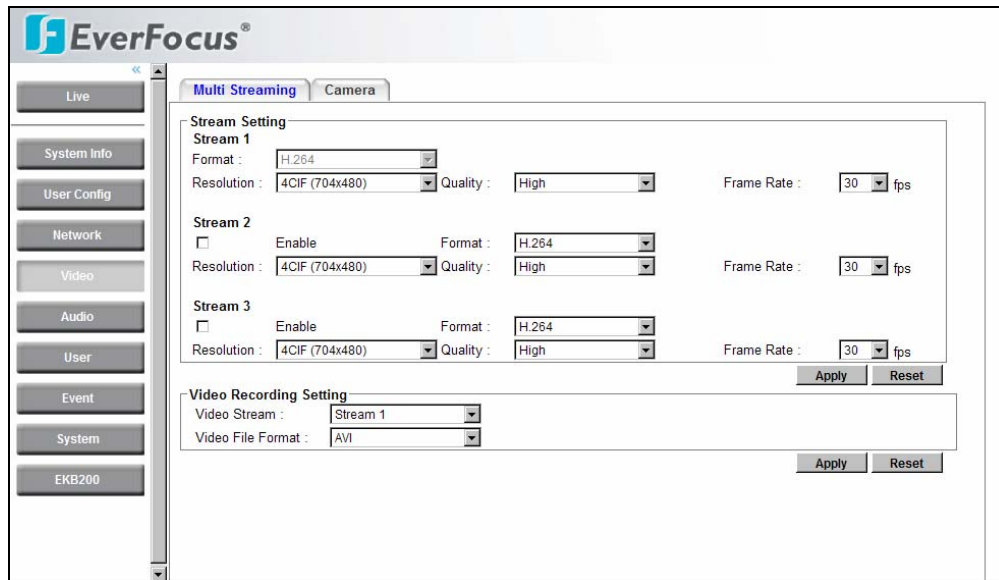 EverFocus®
«
Live
System Info
User Config
Network
Video
Audio
User
Event
System
EKB200
Multi Streaming Camera
Stream Setting
Stream 1
Format : H.264
Resolution : 4CIF (704x480) Quality : High Frame Rate : 30 fps
Stream 2
Enable Format : H.264
Resolution : 4CIF (704x480) Quality : High Frame Rate : 30 fps
Stream 3
Enable Format : H.264
Resolution : 4CIF (704x480) Quality : High Frame Rate : 30 fps
Apply Reset
Video Recording Setting
Video Stream : Stream 1
Video File Format : AVI
Apply Reset